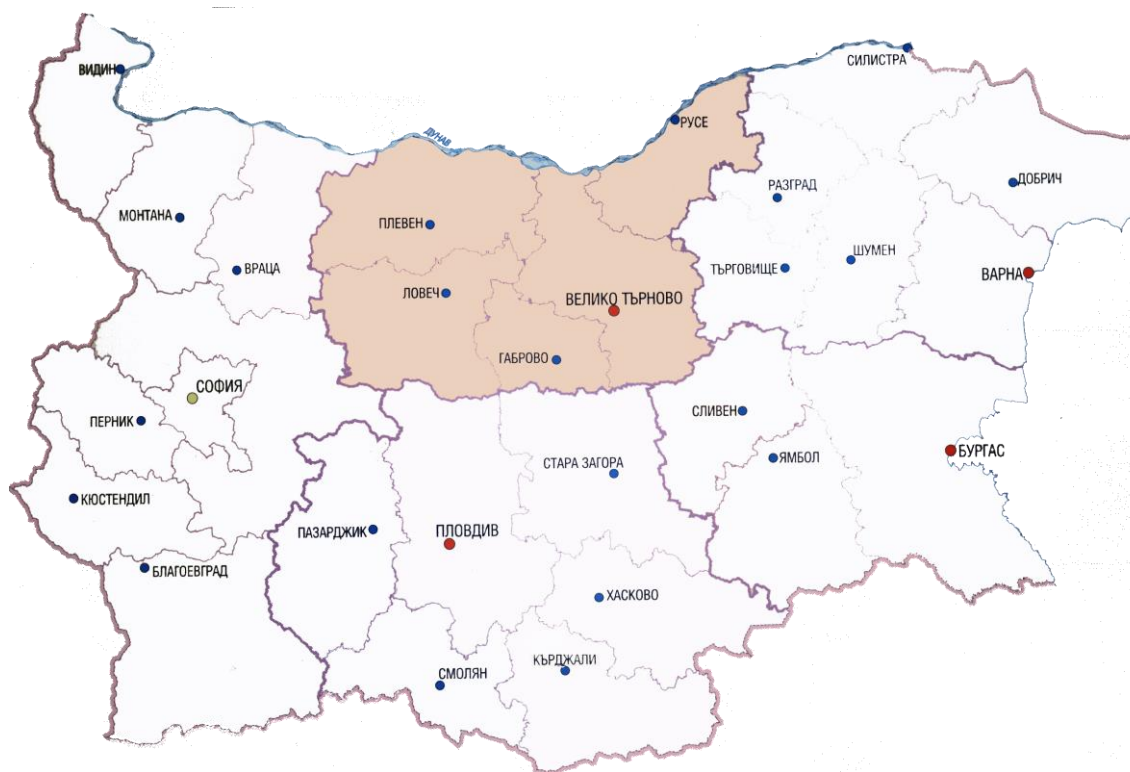 СИЛИСТРА
ВИДИН
РУСЕ
ДУНАВ
ДОБРИЧ
РАЗГРАД
МОНТАНА
ПЛЕВЕН
ШУМЕН
ВРАЦА
ТЪРГОВИЩЕ
ВАРНА
ЛОВЕЧ
ВЕЛИКО ТЪРНОВО
ГАБРОВО
СОФИЯ
СЛИВЕН
ПЕРНИК
БУРГАС
ЯМБОЛ
СТАРА ЗАГОРА
КЮСТЕНДИЛ
ПАЗАРДЖИК
ПЛОВДИВ
БЛАГОЕВГРАД
ХАСКОВО
КЪРДЖАЛИ
СМОЛЯН